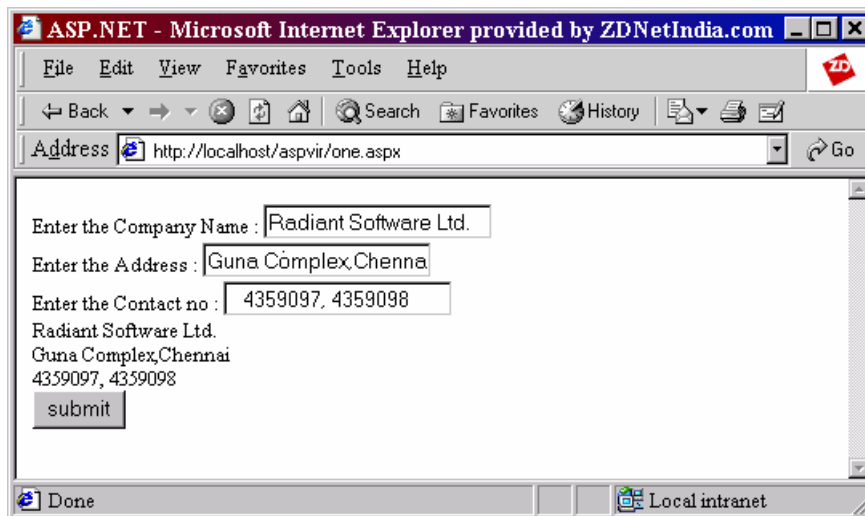 ASP.NET - Microsoft Internet Explorer provided by ZDNetIndia.com
File Edit View Favorites Tools Help
ZD
Back Search Favorites History
Address http://localhost/aspvir/one.aspx Go
Enter the Company Name : Radiant Software Ltd.
Enter the Address : Guna Complex,Chenna
Enter the Contact no : 4359097, 4359098
Radiant Software Ltd.
Guna Complex,Chennai
4359097, 4359098
submit
Done Local intranet